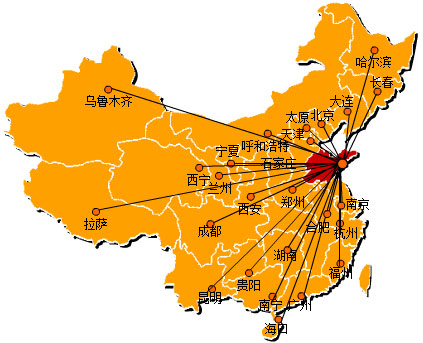 哈尔滨
长春
乌鲁木齐
大连
太原
北京
天津
呼和浩特
宁夏
石家庄
西宁
兰州
西安
郑州
南京
拉萨
合肥
杭州
成都
湖南
福州
贵阳
昆明
南宁
广州
海口